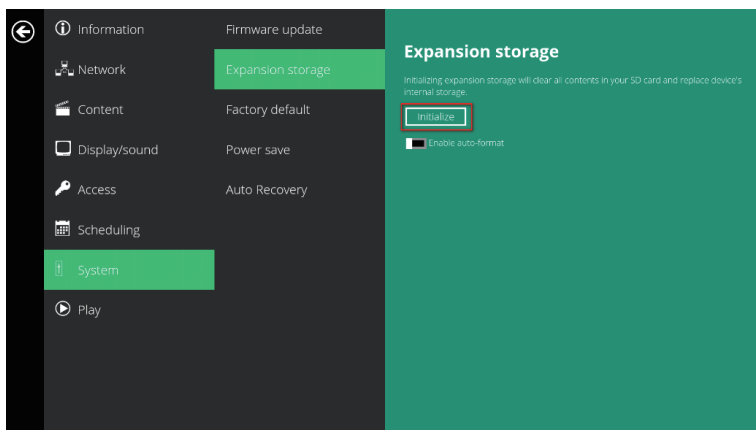 Information
Network
Content
Display/sound
Access
Scheduling
System
Play
Firmware update
Expansion storage
Factory default
Power save
Auto Recovery
Expansion storage
Initializing expansion storage will clear all contents in your SD card and replace device's
internal storage.
Initialize
Enable auto-format